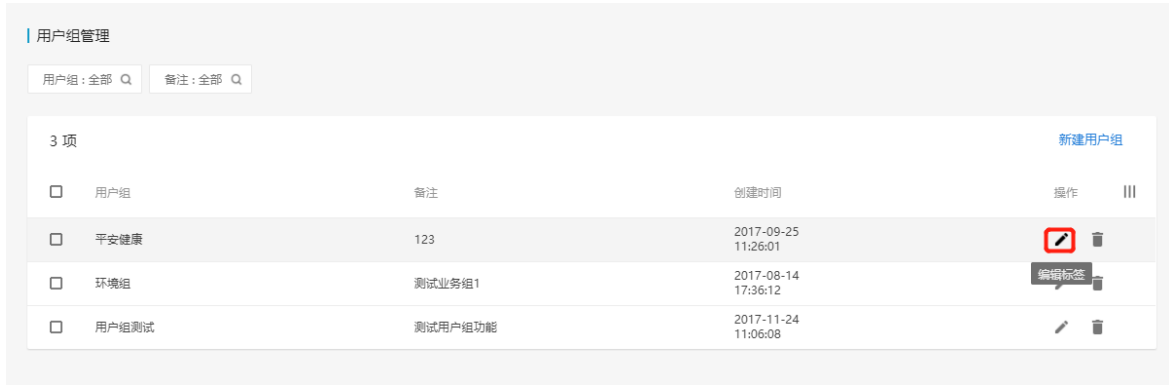 用户组管理
用户组 : 全部 备注 : 全部
3 项 新建用户组
用户组 备注 创建时间 操作
平安健康 123 2017-09-25
11:26:01
编辑标签
环境组 测试业务组1 2017-08-14
17:36:12
用户组测试 测试用户组功能 2017-11-24
11:06:08